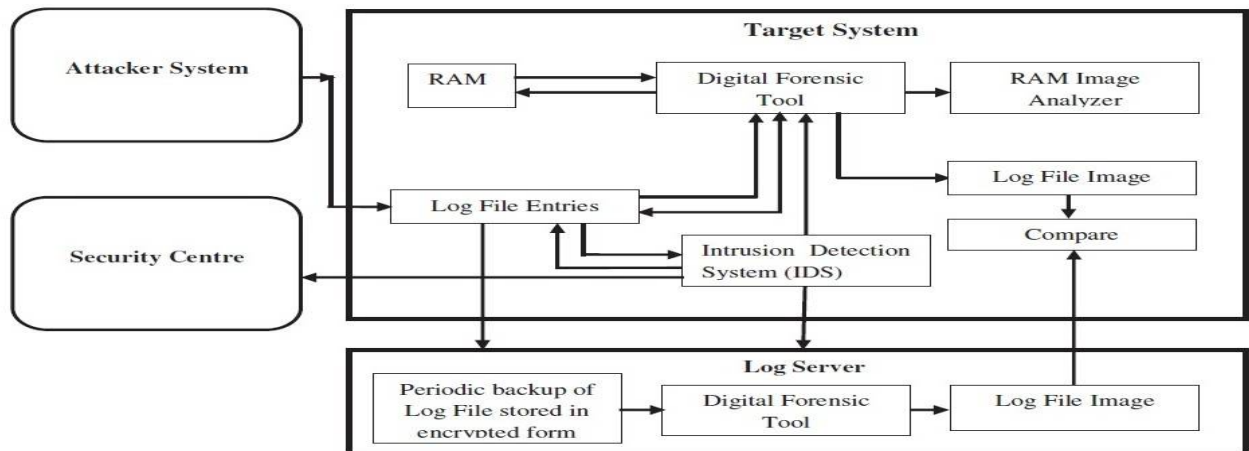 Attacker System
Security Centre
Target System
RAM
Digital Forensic
Tool
RAM Image
Analyzer
Log File Image
Log File Entries
Compare
Intrusion Detection
System (IDS)
Log Server
Periodic backup of
Log File stored in
encrypted form
Digital Forensic
Tool
Log File Image